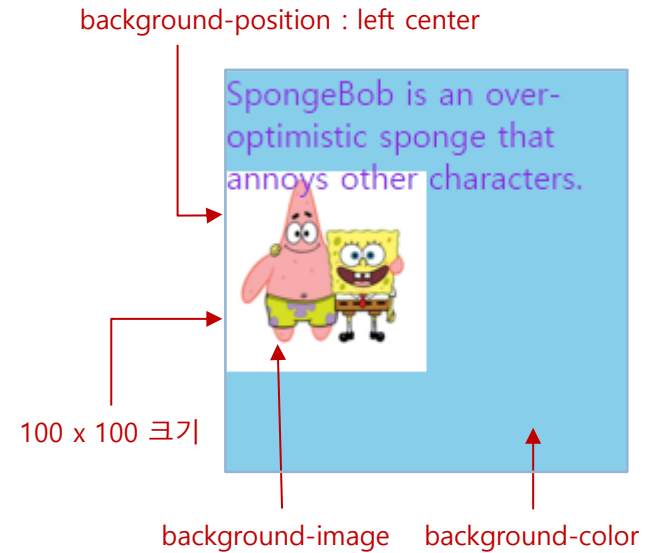 background-position : left center
SpongeBob is an over-
optimistic sponge that
annoys other characters.
100 x 100 크기
background-image
background-color